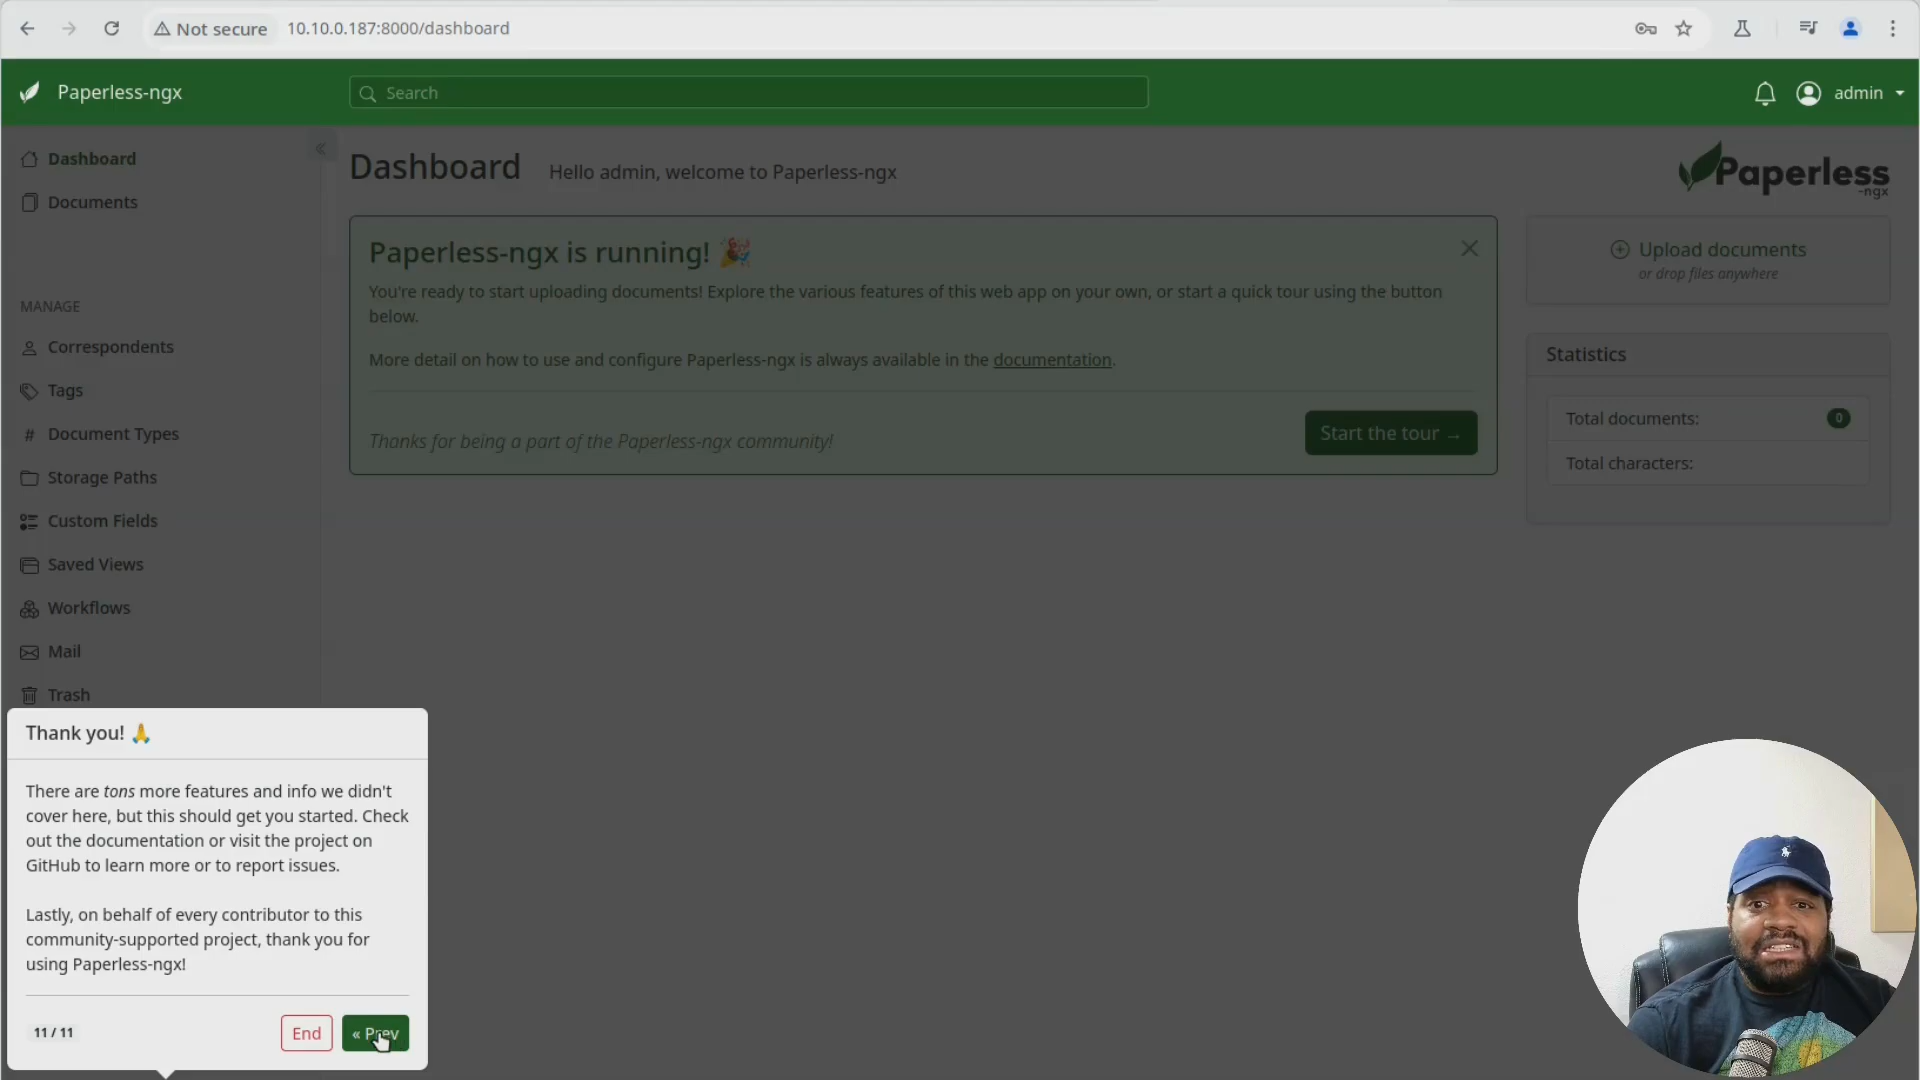 Not secure 10.10.0.187:8000/dashboard
Paperless-ngx
Search
admin
Dashboard
Documents
MANAGE
Correspondents
Tags
Document Types
Storage Paths
Custom Fields
Saved Views
Workflows
Mail
Trash
Dashboard Hello admin, welcome to Paperless-ngx
Paperless
-ngx
Paperless-ngx is running! 🎉
You're ready to start uploading documents! Explore the various features of this web app on your own, or start a quick tour using the button
below.
More detail on how to use and configure Paperless-ngx is always available in the documentation.
Thanks for being a part of the Paperless-ngx community!
Start the tour →
Upload documents
or drop files anywhere
Statistics
Total documents: 0
Total characters:
Thank you! 🙏
There are tons more features and info we didn't
cover here, but this should get you started. Check
out the documentation or visit the project on
GitHub to learn more or to report issues.
Lastly, on behalf of every contributor to this
community-supported project, thank you for
using Paperless-ngx!
11 / 11
End
« Prev